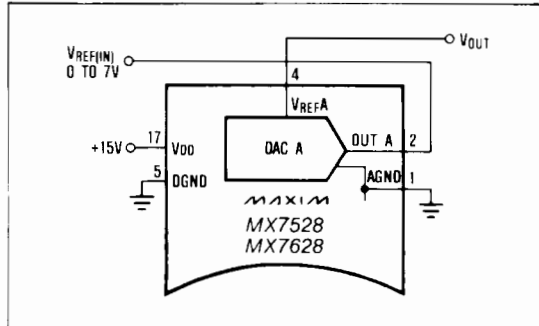 VREF(IN)
0 TO 7V
VOUT
4
VREFA
+15V
17
VDD
DAC A
OUT A
2
5
DGND
AGND
1
MAXIM
MX7528
MX7628